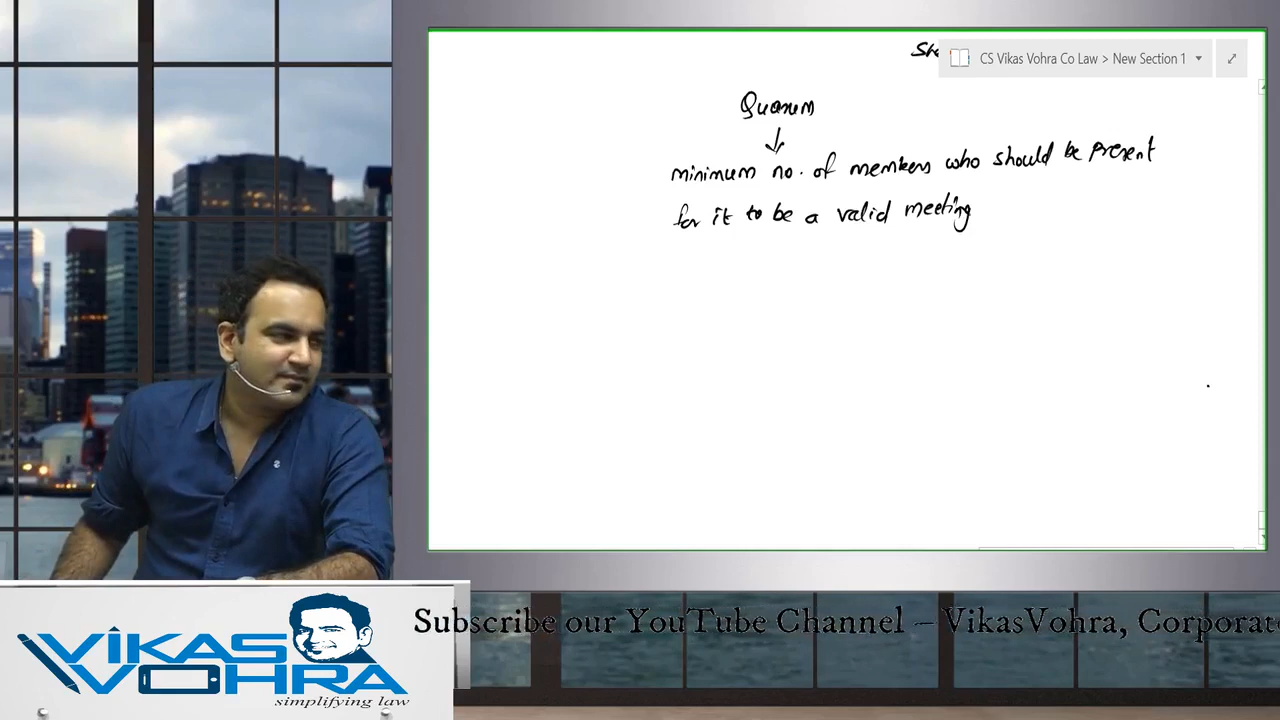 CS Vikas Vohra Co Law > New Section 1
Quorum
minimum no. of members who should be present
for it to be a valid meeting
Subscribe our YouTube Channel – VikasVohra, Corporate
VIKAS
VOHRA
simplifying law